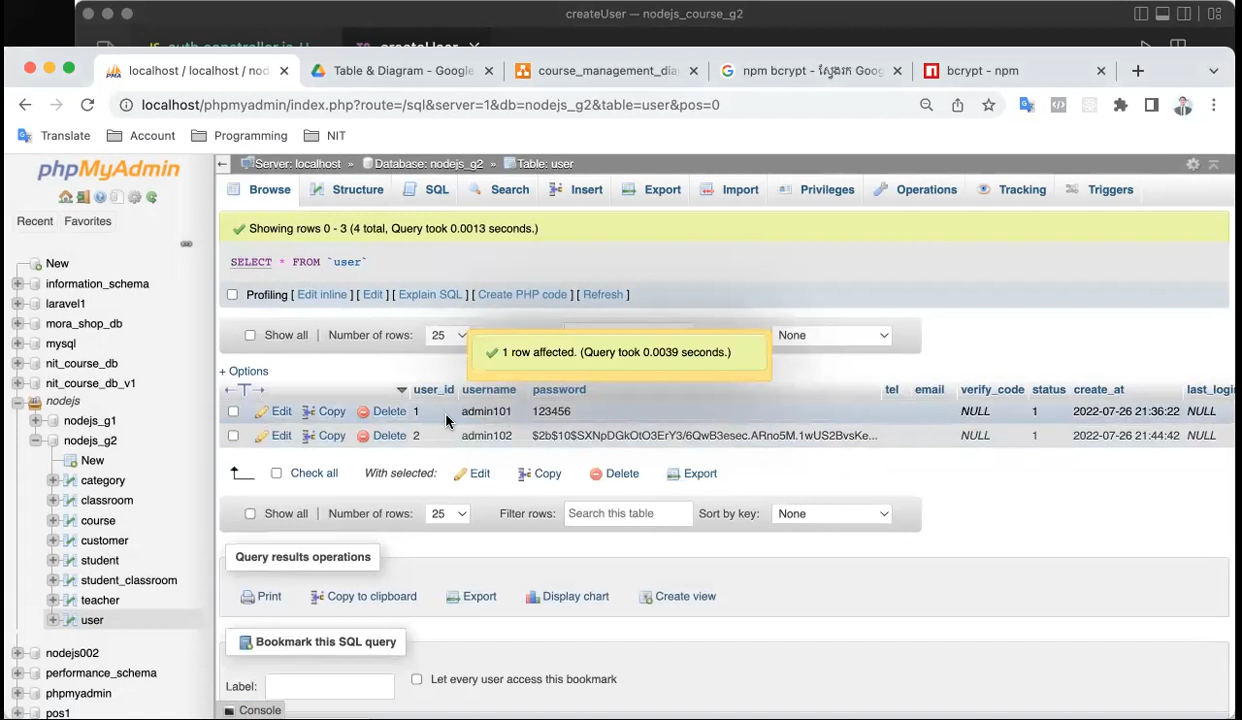 createUser — nodejs_course_g2
localhost / localhost / nod
Table & Diagram - Google
course_management_dia
npm bcrypt - ស្វែងរក Goog
bcrypt - npm
localhost/phpmyadmin/index.php?route=/sql&server=1&db=nodejs_g2&table=user&pos=0
Translate Account Programming NIT
phpMyAdmin
Recent Favorites
New
information_schema
laravel1
mora_shop_db
mysql
nit_course_db
nit_course_db_v1
nodejs
nodejs_g1
nodejs_g2
New
category
classroom
course
customer
student
student_classroom
teacher
user
nodejs002
performance_schema
phpmyadmin
pos1
Server: localhost » Database: nodejs_g2 » Table: user
Browse Structure SQL Search Insert Export Import Privileges Operations Tracking Triggers
Showing rows 0 - 3 (4 total, Query took 0.0013 seconds.)
SELECT * FROM `user`
Profiling [ Edit inline ] [ Edit ] [ Explain SQL ] [ Create PHP code ] [ Refresh ]
Show all Number of rows: 25 None
1 row affected. (Query took 0.0039 seconds.)
+ Options
user_id username password tel email verify_code status create_at last_login
Edit Copy Delete 1 admin101 123456 NULL 1 2022-07-26 21:36:22 NULL
Edit Copy Delete 2 admin102 $2b$10$SXNpDGkOtO3ErY3/6QwB3esec.ARno5M.1wUS2BvsKe... NULL 1 2022-07-26 21:44:42 NULL
Check all With selected: Edit Copy Delete Export
Show all Number of rows: 25 Filter rows: Search this table Sort by key: None
Query results operations
Print Copy to clipboard Export Display chart Create view
Bookmark this SQL query
Label: Let every user access this bookmark
Console